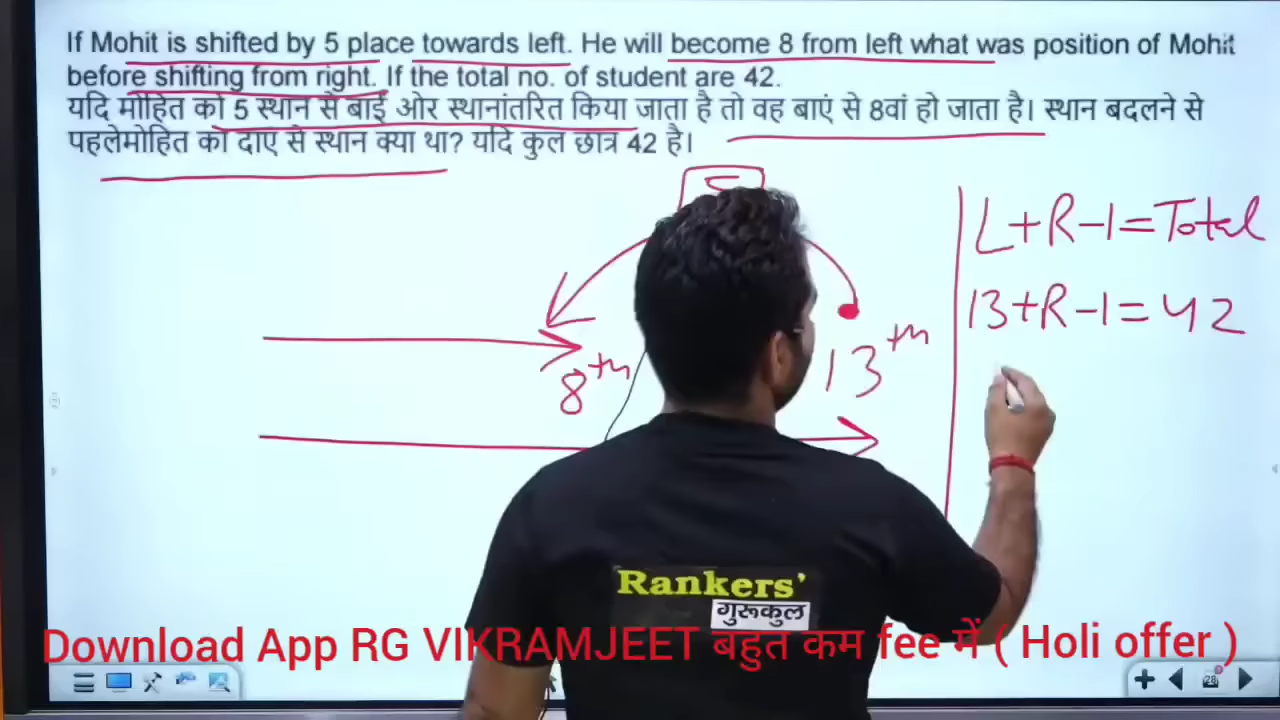 If Mohit is shifted by 5 place towards left. He will become 8 from left what was position of Mohit
before shifting from right. If the total no. of student are 42.
यदि मोहित को 5 स्थान से बाईं ओर स्थानांतरित किया जाता है तो वह बाएं से 8वां हो जाता है। स्थान बदलने से
पहलेमोहित का दाएं से स्थान क्या था? यदि कुल छात्र 42 है।
L+R-1=Total
13+R-1=42
8th
13th
Rankers'
गुरूकुल
Download App RG VIKRAMJEET बहुत कम fee में ( Holi offer )
28